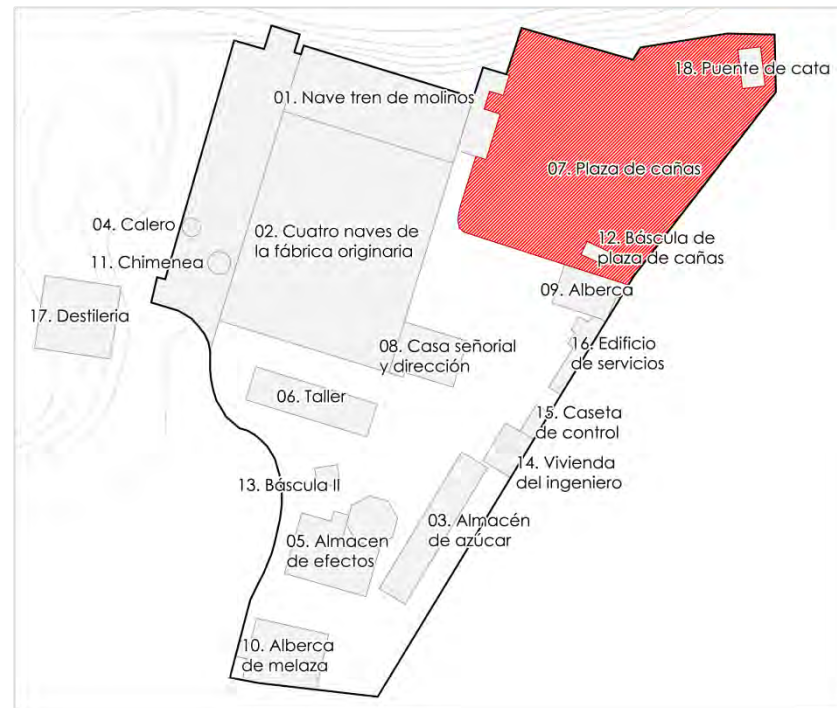 18. Puente de cata
01. Nave tren de molinos
07. Plaza de cañas
04. Calero
02. Cuatro naves de
la fábrica originaria
12. Báscula de
plaza de cañas
11. Chimenea
09. Alberca
17. Destileria
08. Casa señorial
y dirección
16. Edificio
de servicios
06. Taller
15. Caseta
de control
14. Vivienda
del ingeniero
13. Báscula II
03. Almacén
de azúcar
05. Almacen
de efectos
10. Alberca
de melaza